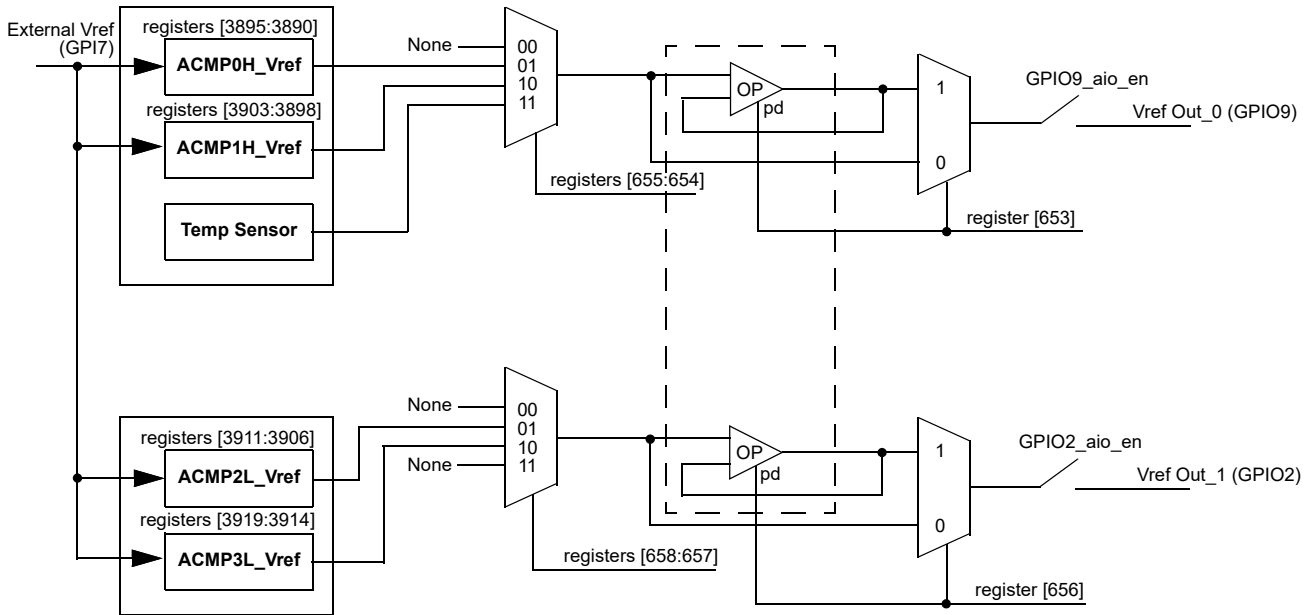 External Vref
(GPI7)
registers [3895:3890]
ACMP0H_Vref
registers [3903:3898]
ACMP1H_Vref
Temp Sensor
None
00
01
10
11
registers [655:654]
OP
pd
1
0
register [653]
GPIO9_aio_en
Vref Out_0 (GPIO9)
registers [3911:3906]
ACMP2L_Vref
registers [3919:3914]
ACMP3L_Vref
None
None
00
01
10
11
registers [658:657]
OP
pd
1
0
register [656]
GPIO2_aio_en
Vref Out_1 (GPIO2)